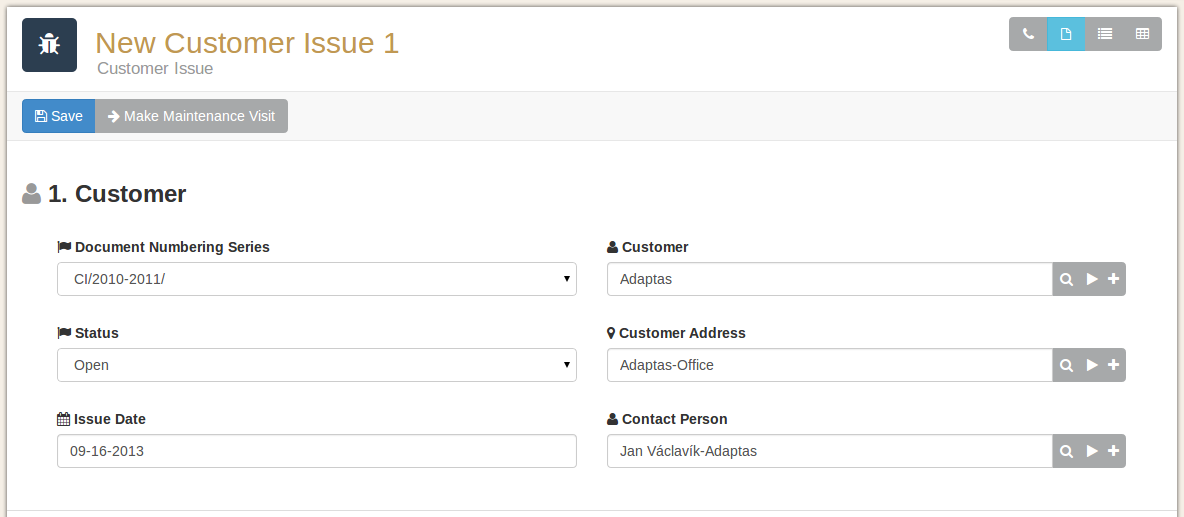 New Customer Issue 1
Customer Issue
Save
Make Maintenance Visit
1. Customer
Document Numbering Series
CI/2010-2011/
Status
Open
Issue Date
09-16-2013
Customer
Adaptas
Customer Address
Adaptas-Office
Contact Person
Jan Václavík-Adaptas